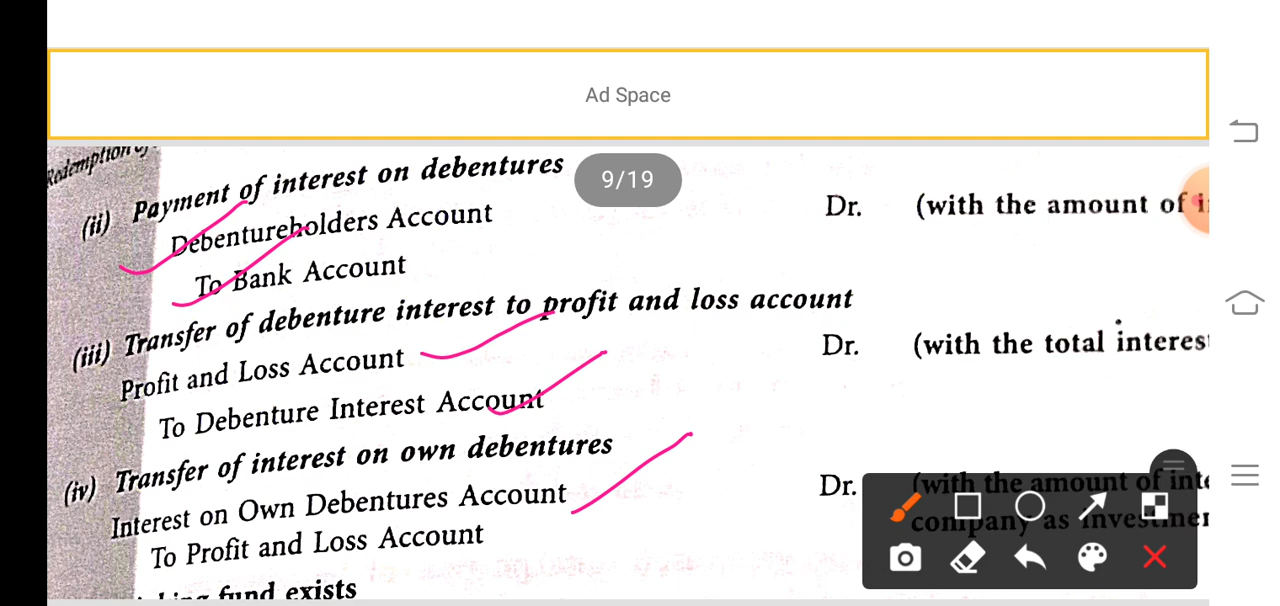 Ad Space
Redemption of
9/19
(ii) Payment of interest on debentures
Debentureholders Account Dr. (with the amount of
To Bank Account
(iii) Transfer of debenture interest to profit and loss account
Profit and Loss Account Dr. (with the total interes
To Debenture Interest Account
(iv) Transfer of interest on own debentures
Interest on Own Debentures Account Dr. (with the amount of inte
To Profit and Loss Account company as investmen
fund exists